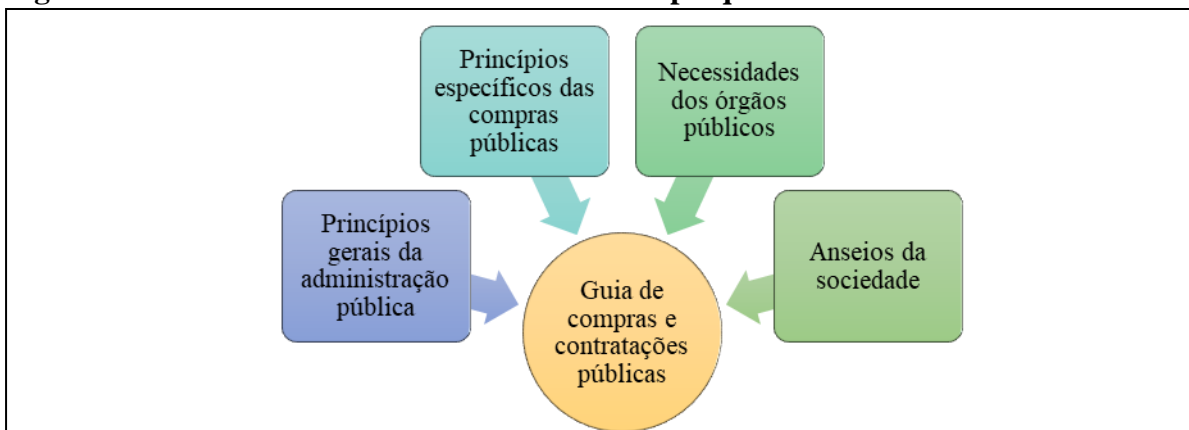 Princípios
específicos das
compras
públicas
Necessidades
dos órgãos
públicos
Princípios
gerais da
administração
pública
Anseios da
sociedade
Guia de
compras e
contratações
públicas